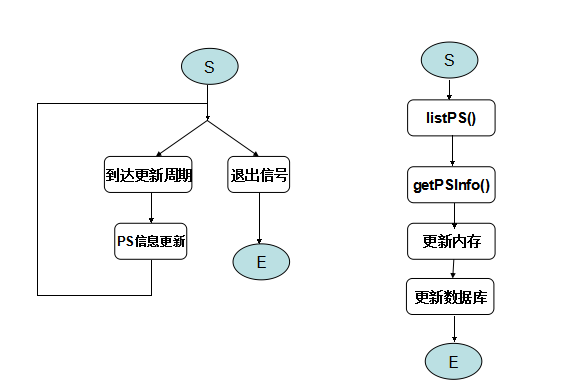 S
到达更新周期
退出信号
PS信息更新
E
S
listPS()
getPSInfo()
更新内存
更新数据库
E